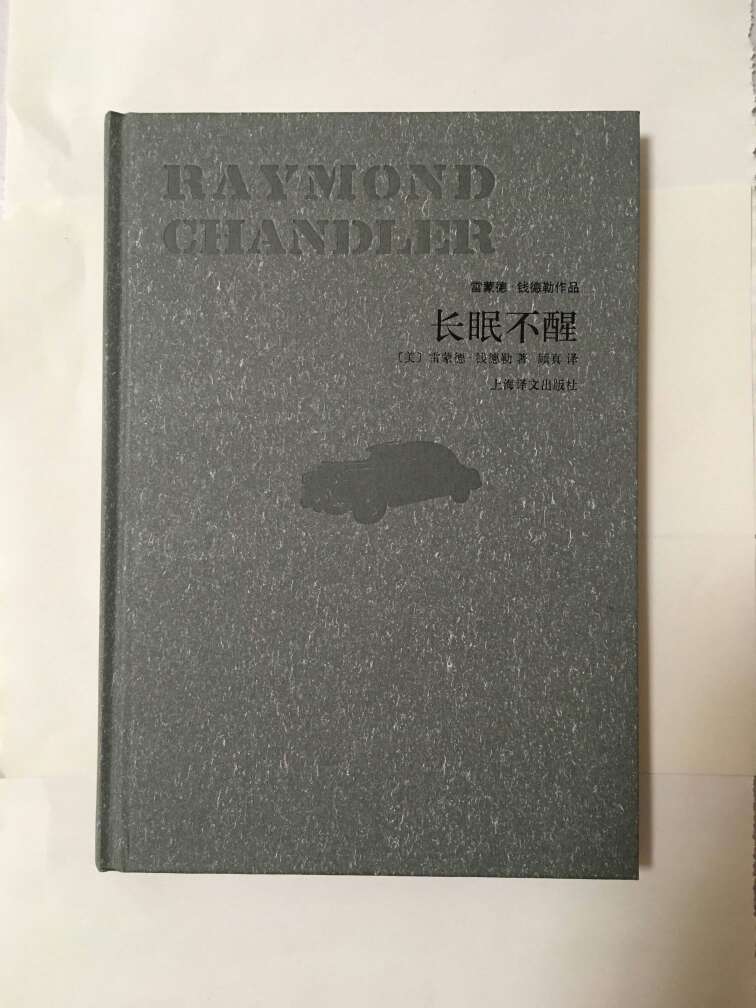 RAYMOND
CHANDLER
雷蒙德·钱德勒作品
长眠不醒
〔美〕雷蒙德·钱德勒 著 顾真 译
上海译文出版社